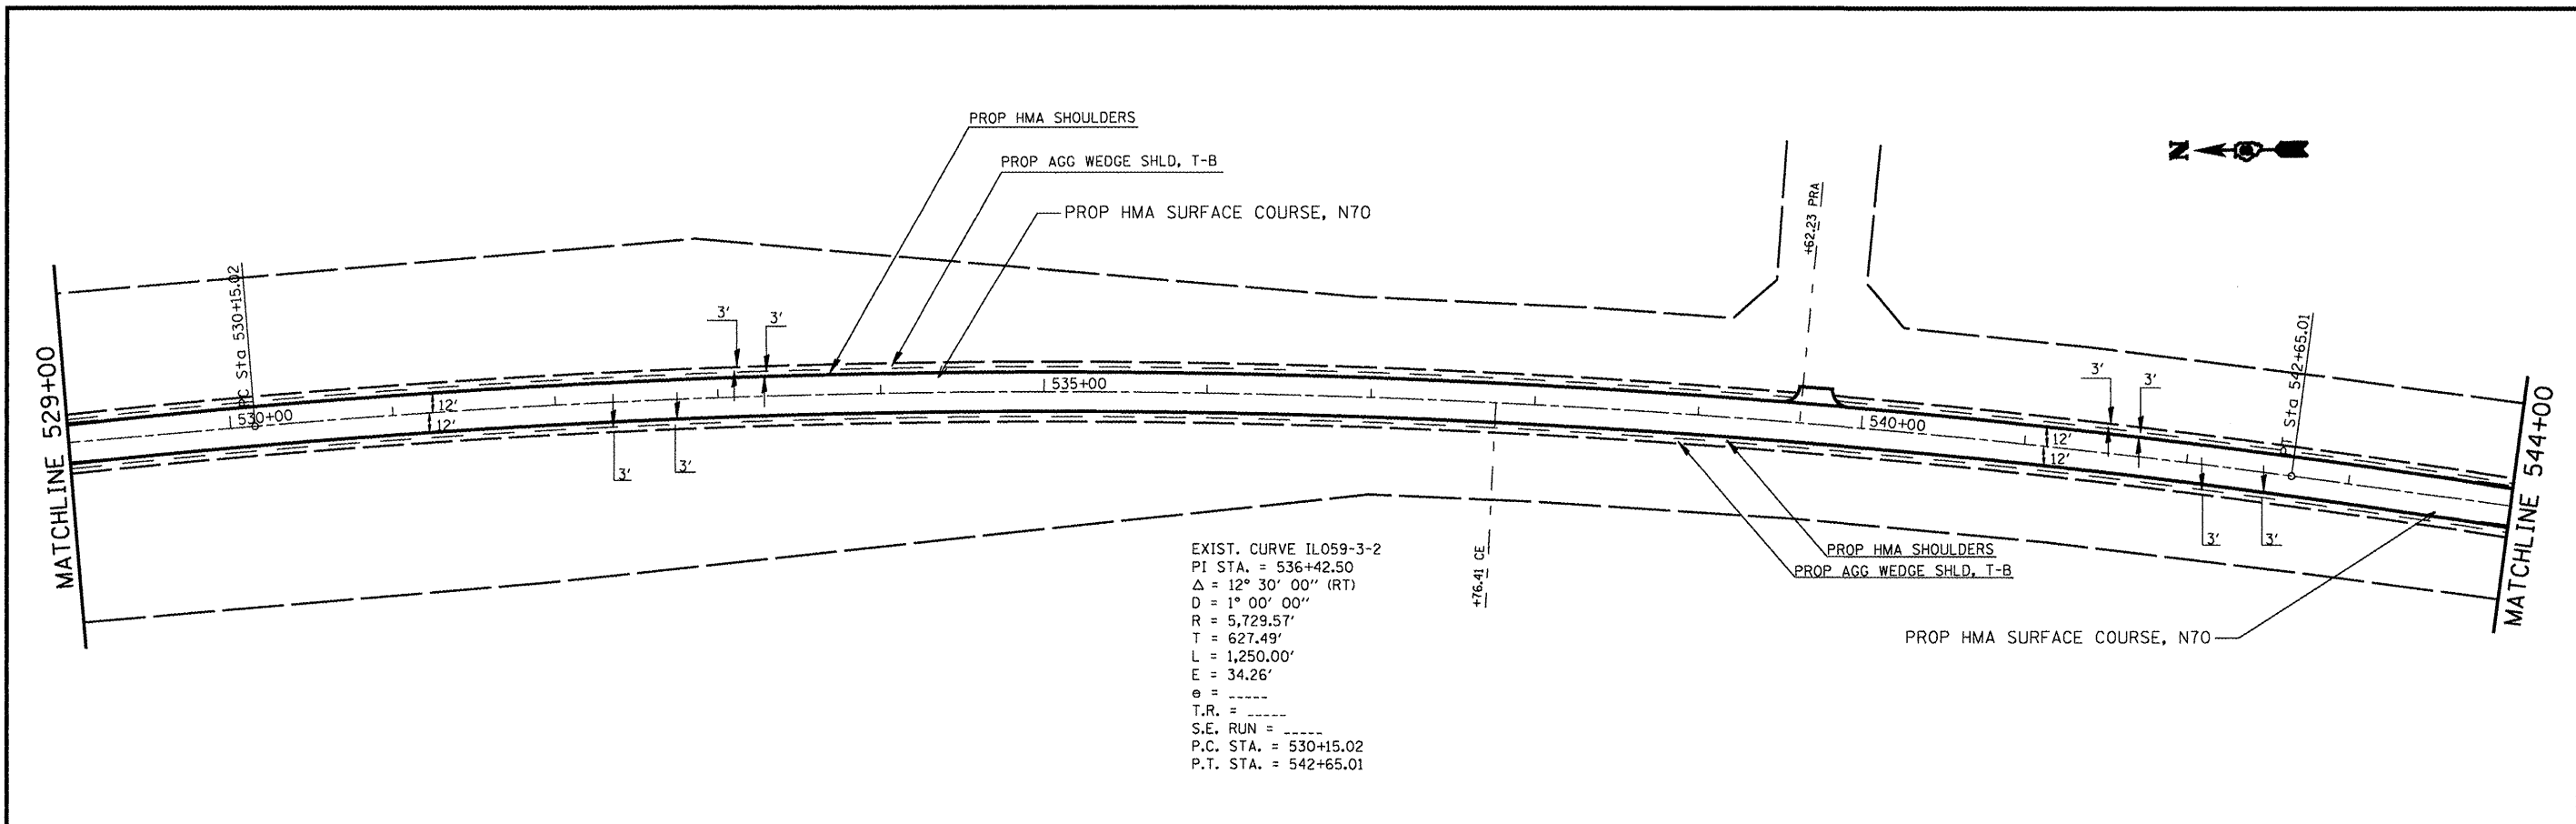 PROP HMA SHOULDERS
PROP AGG WEDGE SHLD, T-B
PROP HMA SURFACE COURSE, N70
N
+62.23 PRA
PC Sta 530+15.02
MATCHLINE 529+00
530+00
12'
12'
3'
3'
3'
3'
535+00
540+00
12'
12'
3'
3'
3'
3'
PT Sta 542+65.01
MATCHLINE 544+00
+76.41 CE
PROP HMA SHOULDERS
PROP AGG WEDGE SHLD, T-B
PROP HMA SURFACE COURSE, N70
EXIST. CURVE IL059-3-2
PI STA. = 536+42.50
Δ = 12° 30' 00" (RT)
D = 1° 00' 00"
R = 5,729.57'
T = 627.49'
L = 1,250.00'
E = 34.26'
e = _____
T.R. = _____
S.E. RUN = _____
P.C. STA. = 530+15.02
P.T. STA. = 542+65.01